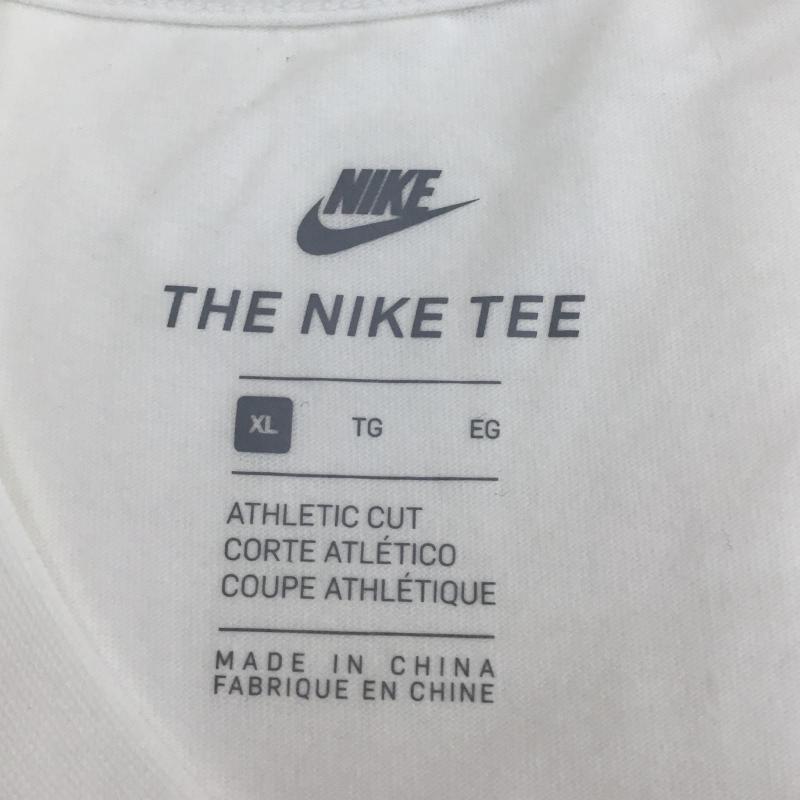 NIKE
THE NIKE TEE
XL TG EG
ATHLETIC CUT
CORTE ATLÉTICO
COUPE ATHLÉTIQUE
MADE IN CHINA
FABRIQUE EN CHINE